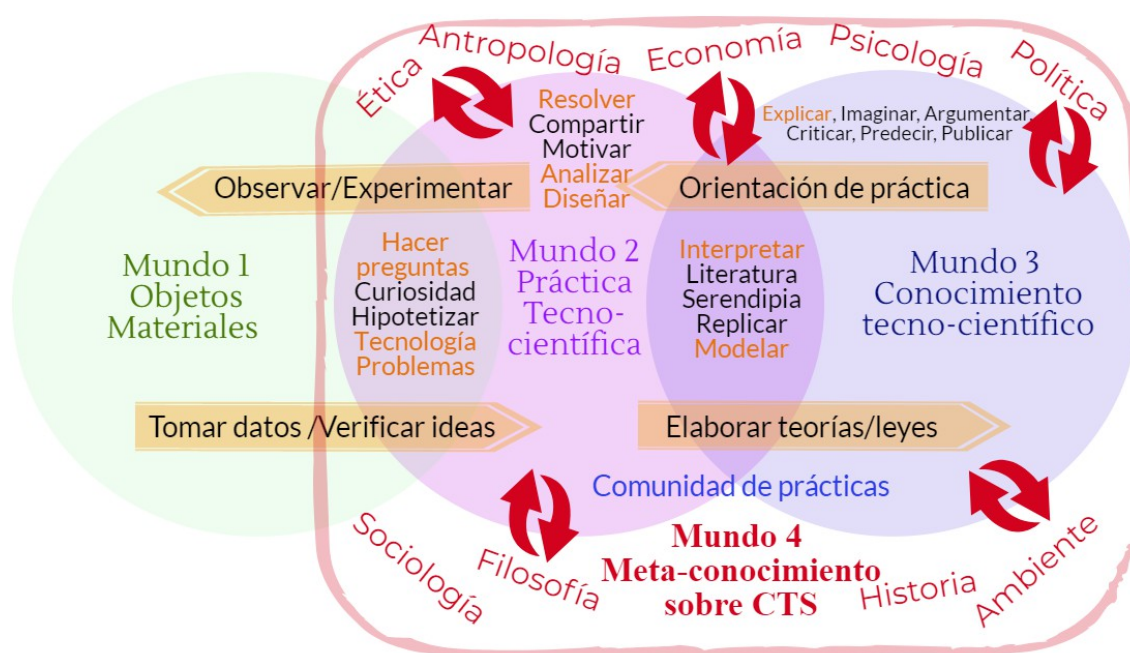 Ética
Antropología
Economía
Psicología
Política
Resolver
Compartir
Motivar
Analizar
Diseñar
Explicar, Imaginar, Argumentar,
Criticar, Predecir, Publicar
Observar/Experimentar
Orientación de práctica
Mundo 1
Objetos
Materiales
Hacer
preguntas
Curiosidad
Hipotetizar
Tecnología
Problemas
Mundo 2
Práctica
Tecno-
científica
Interpretar
Literatura
Serendipia
Replicar
Modelar
Mundo 3
Conocimiento
tecno-científico
Tomar datos /Verificar ideas
Elaborar teorías/leyes
Comunidad de prácticas
Sociología
Filosofía
Mundo 4
Meta-conocimiento
sobre CTS
Historia
Ambiente